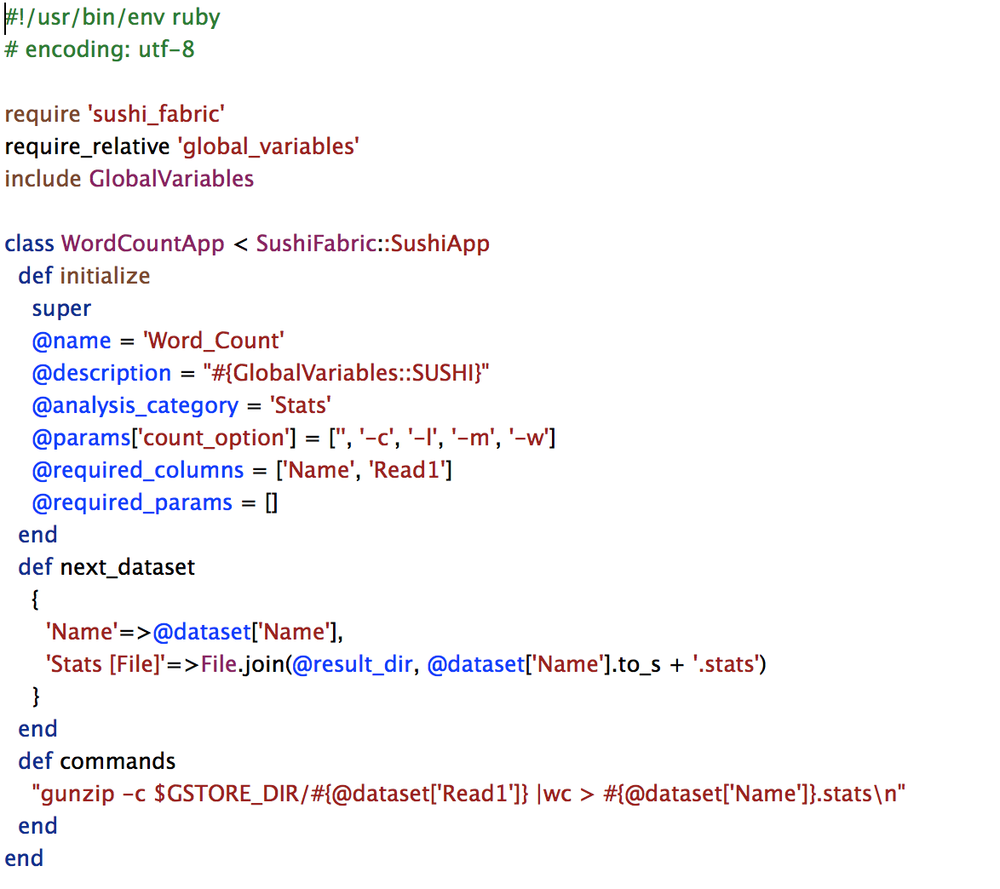 #!/usr/bin/env ruby
# encoding: utf-8

require 'sushi_fabric'
require_relative 'global_variables'
include GlobalVariables

class WordCountApp < SushiFabric::SushiApp
  def initialize
    super
    @name = 'Word_Count'
    @description = "#{GlobalVariables::SUSHI}"
    @analysis_category = 'Stats'
    @params['count_option'] = ['', '-c', '-l', '-m', '-w']
    @required_columns = ['Name', 'Read1']
    @required_params = []
  end
  def next_dataset
    {
      'Name'=>@dataset['Name'],
      'Stats [File]'=>File.join(@result_dir, @dataset['Name'].to_s + '.stats')
    }
  end
  def commands
    "gunzip -c $GSTORE_DIR/#{@dataset['Read1']} |wc > #{@dataset['Name']}.stats\n"
  end
end